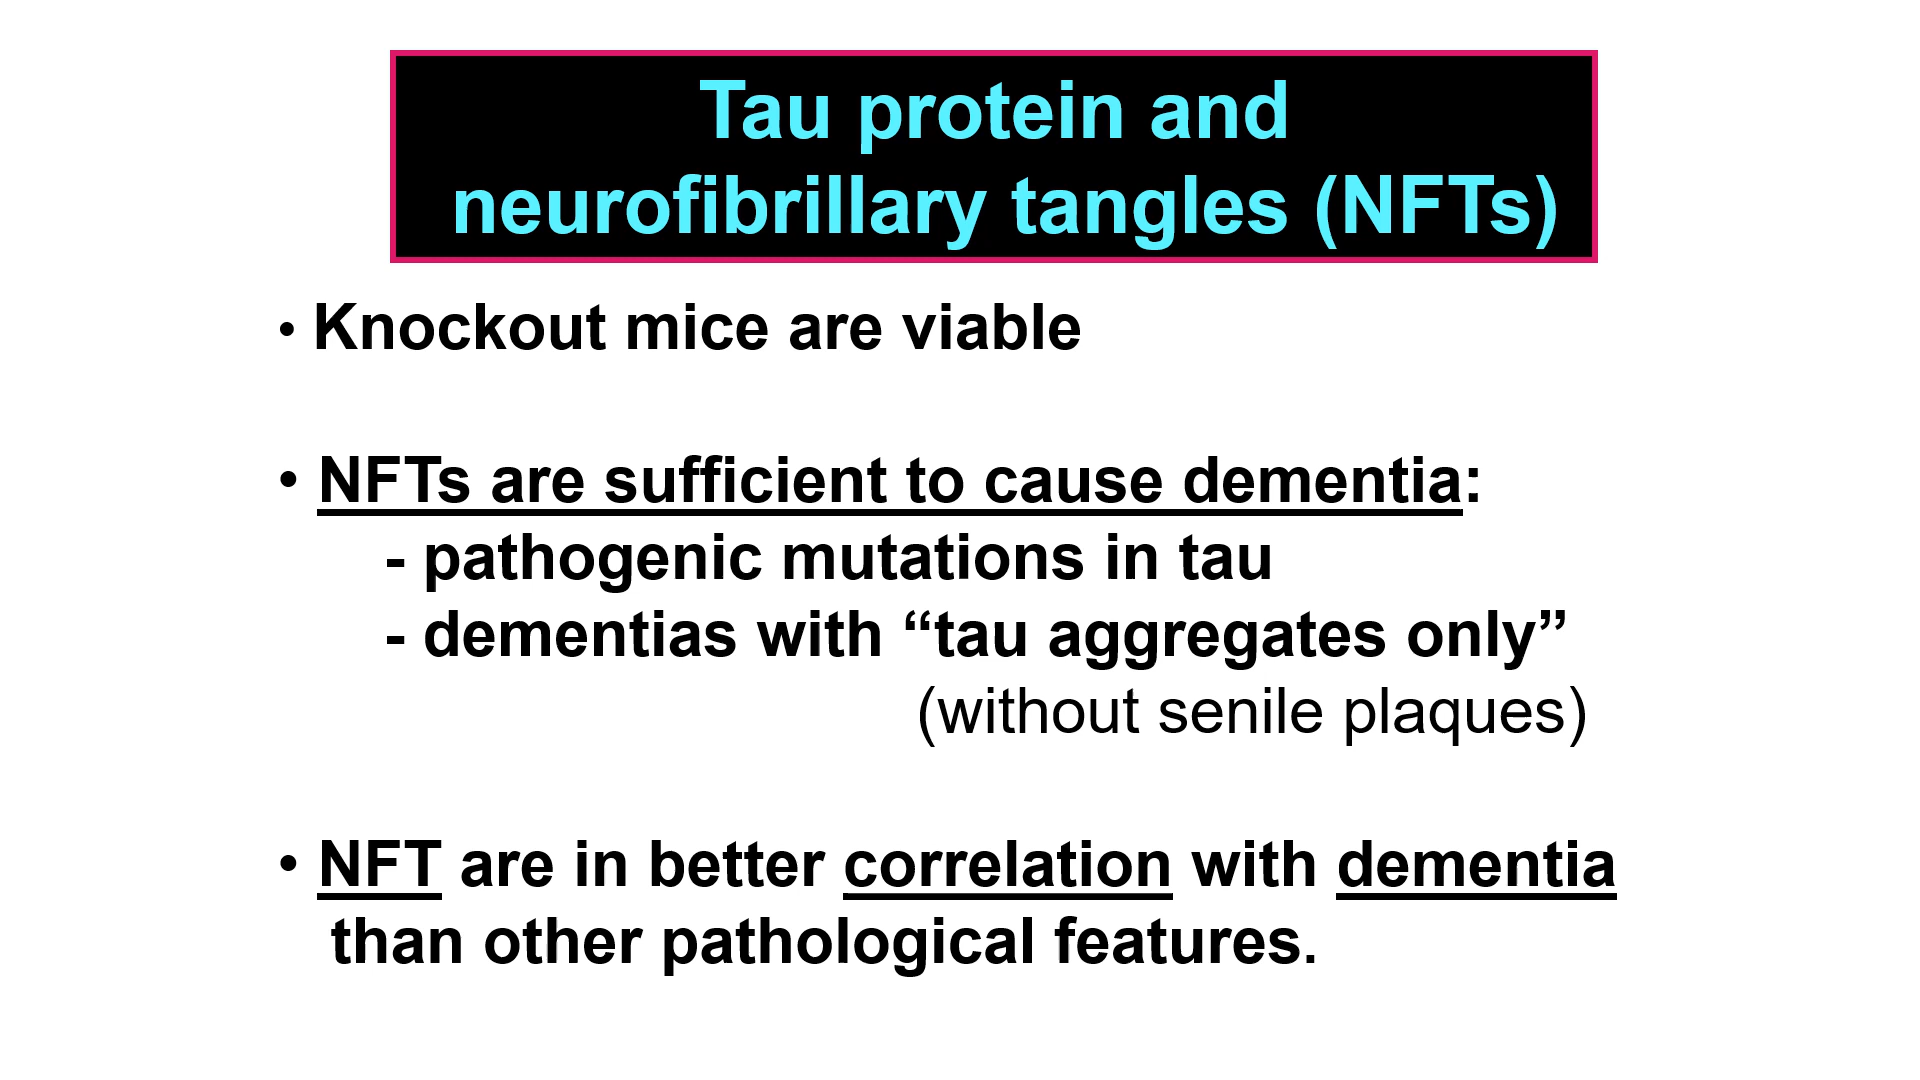 Tau protein and
neurofibrillary tangles (NFTs)
• Knockout mice are viable
• NFTs are sufficient to cause dementia:
- pathogenic mutations in tau
- dementias with “tau aggregates only”
(without senile plaques)
• NFT are in better correlation with dementia
than other pathological features.